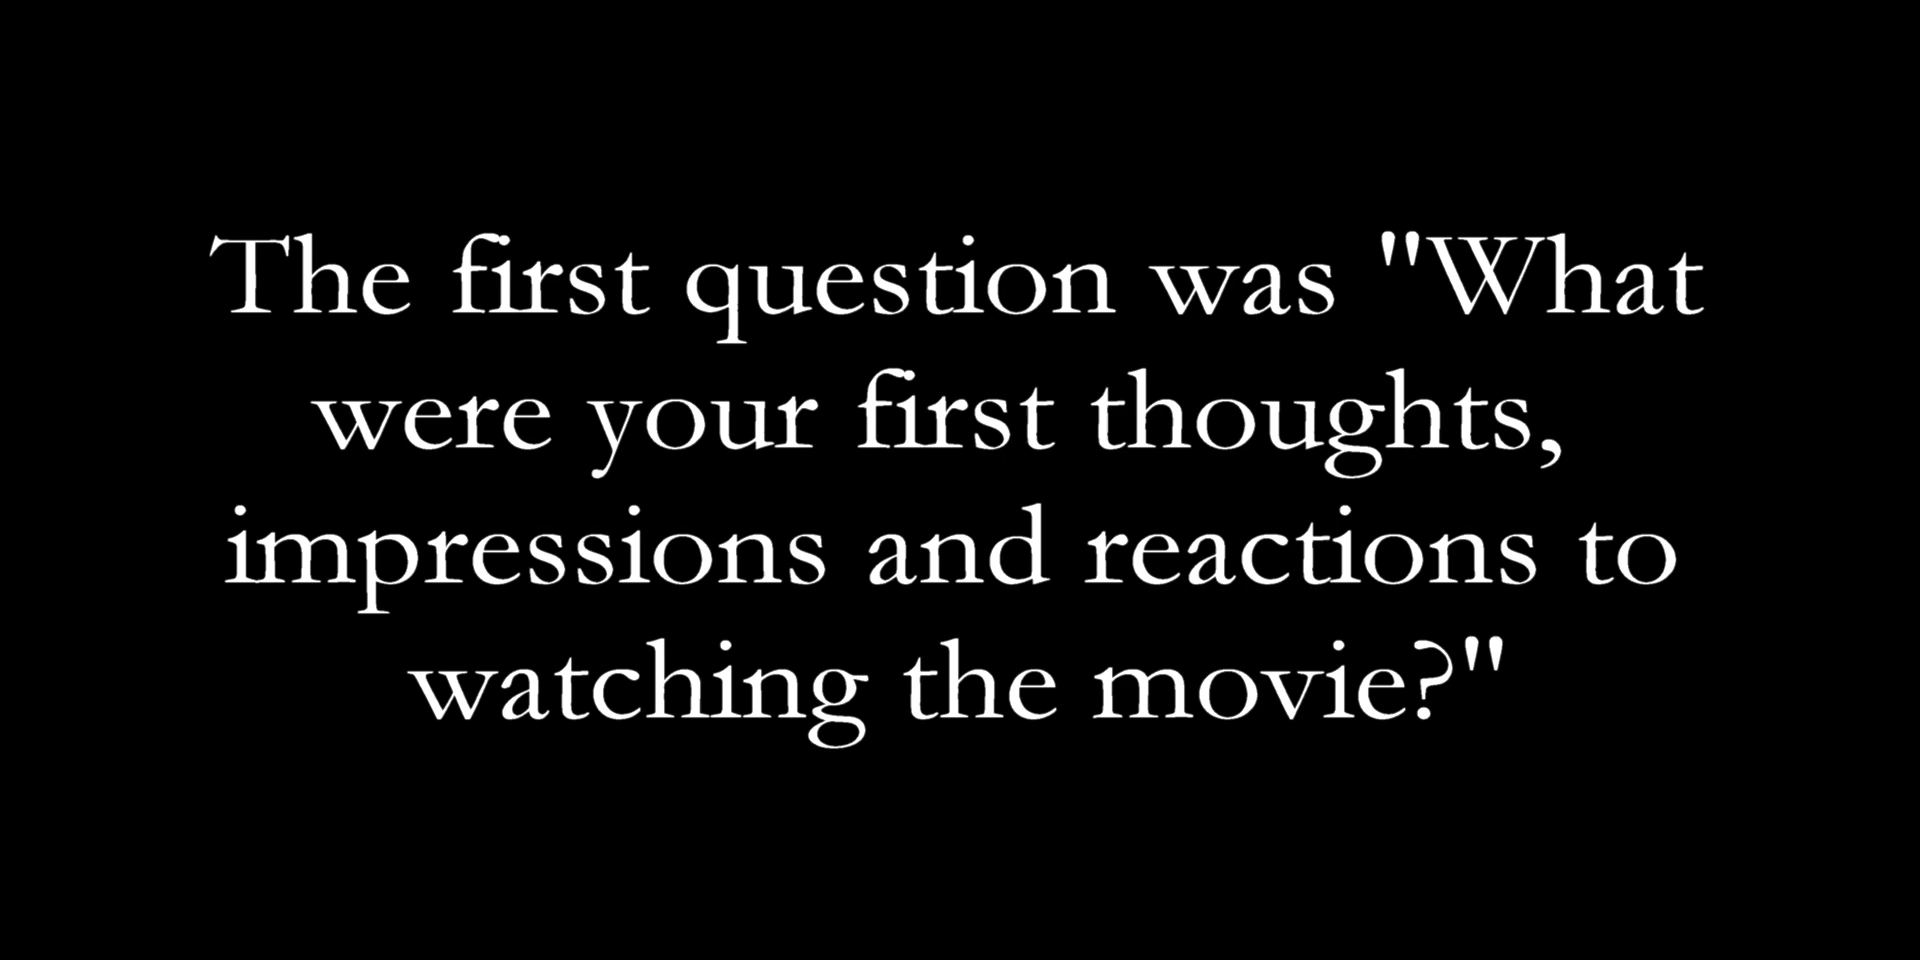 The first question was "What
were your first thoughts,
impressions and reactions to
watching the movie?"